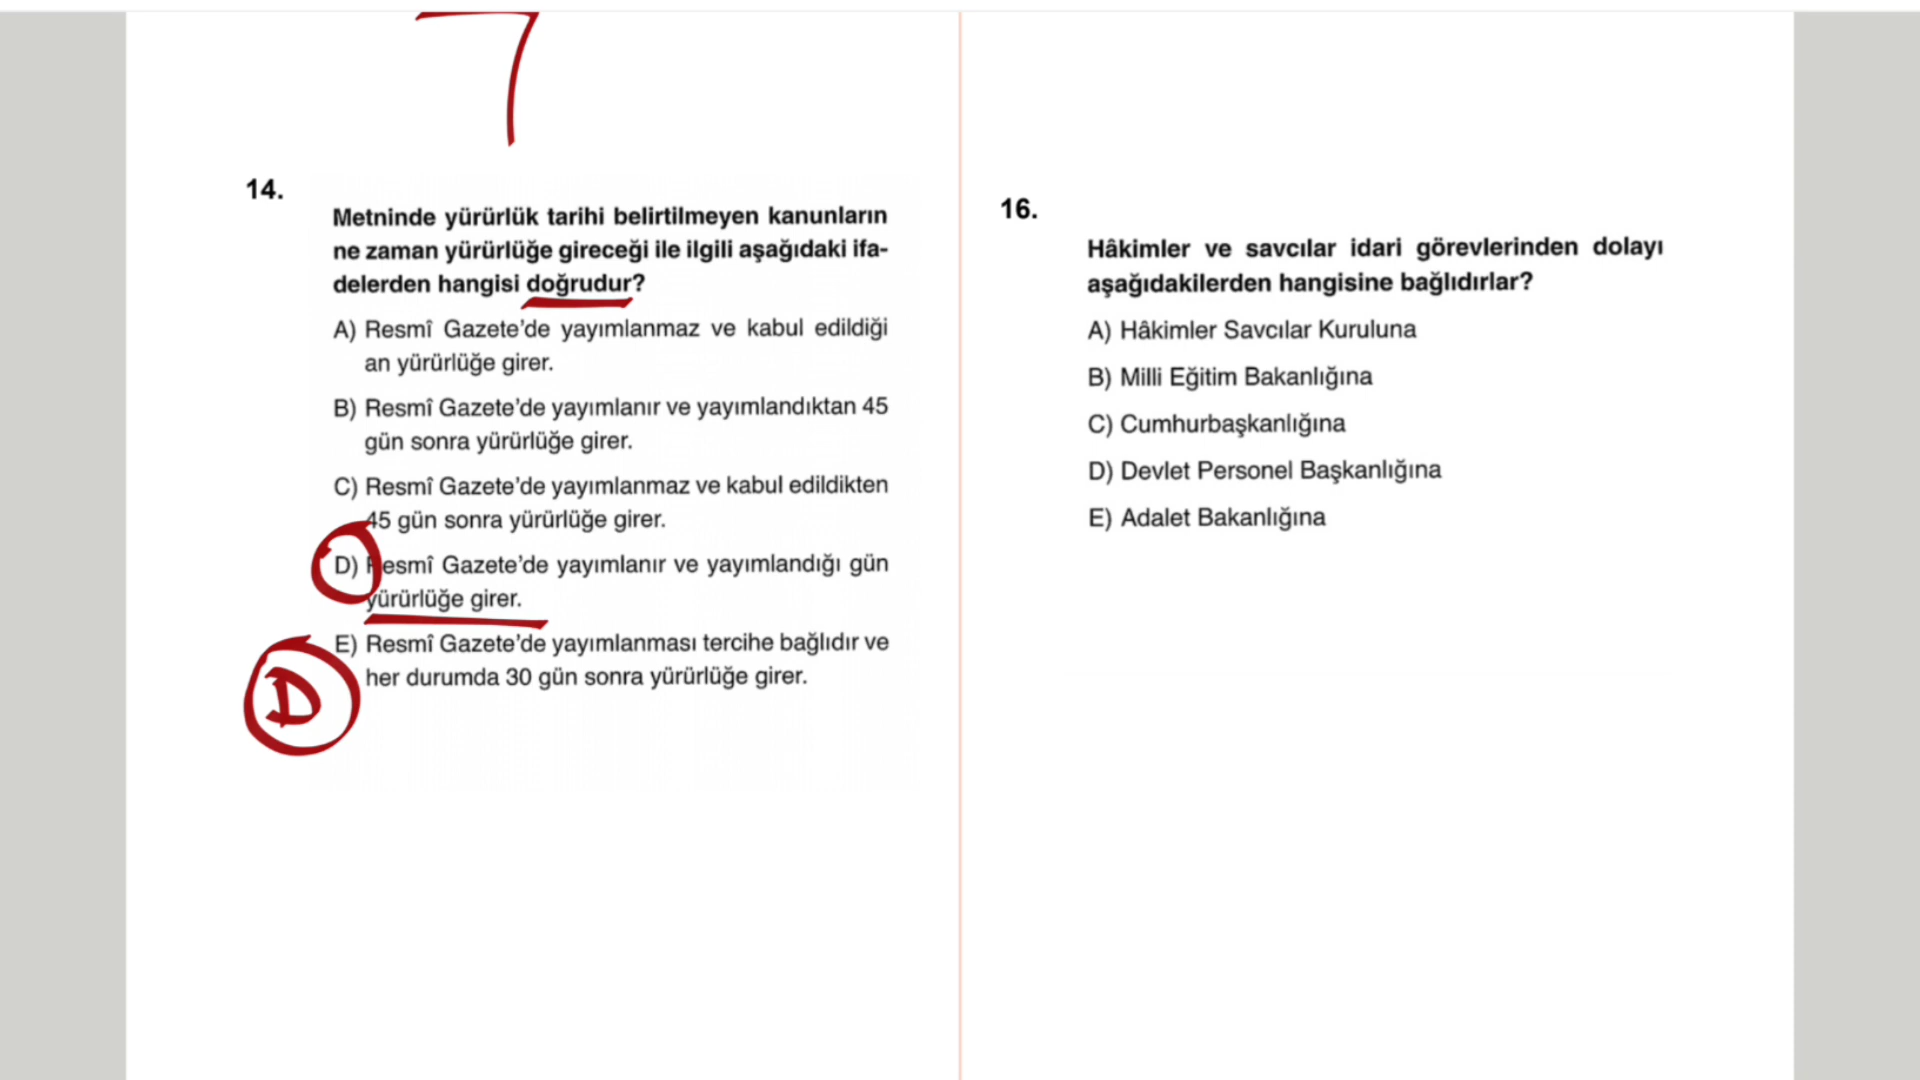 14.
Metninde yürürlük tarihi belirtilmeyen kanunların
ne zaman yürürlüğe gireceği ile ilgili aşağıdaki ifa-
delerden hangisi doğrudur?
A) Resmî Gazete'de yayımlanmaz ve kabul edildiği
an yürürlüğe girer.
B) Resmî Gazete'de yayımlanır ve yayımlandıktan 45
gün sonra yürürlüğe girer.
C) Resmî Gazete'de yayımlanmaz ve kabul edildikten
45 gün sonra yürürlüğe girer.
D) Resmî Gazete'de yayımlanır ve yayımlandığı gün
yürürlüğe girer.
E) Resmî Gazete'de yayımlanması tercihe bağlıdır ve
her durumda 30 gün sonra yürürlüğe girer.
D
16.
Hâkimler ve savcılar idari görevlerinden dolayı
aşağıdakilerden hangisine bağlıdırlar?
A) Hâkimler Savcılar Kuruluna
B) Milli Eğitim Bakanlığına
C) Cumhurbaşkanlığına
D) Devlet Personel Başkanlığına
E) Adalet Bakanlığına